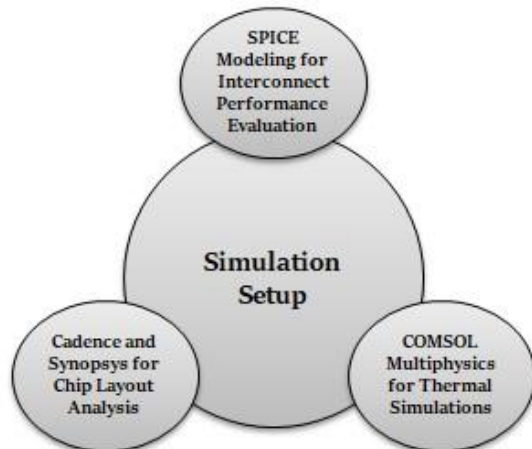 SPICE
Modeling for
Interconnect
Performance
Evaluation
Simulation
Setup
Cadence and
Synopsys for
Chip Layout
Analysis
COMSOL
Multiphysics
for Thermal
Simulations